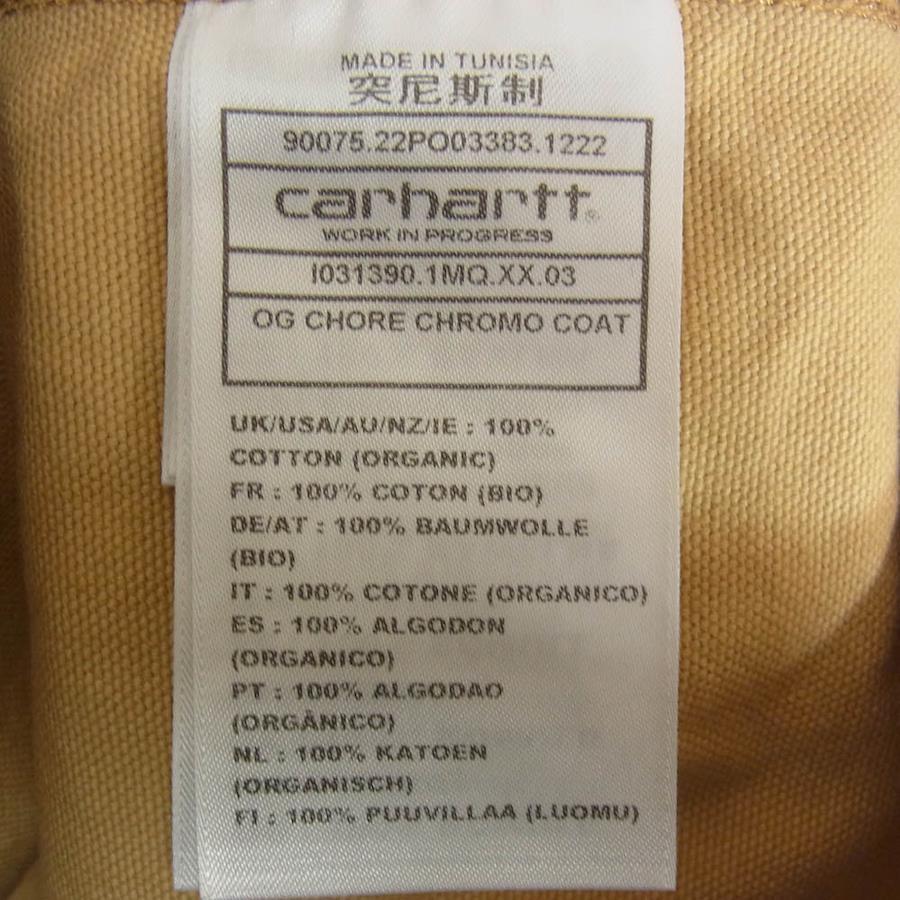 MADE IN TUNISIA
突尼斯制
90075.22PO03383.1222
carhartt®
WORK IN PROGRESS
I031390.1MQ.XX.03
OG CHORE CHROMO COAT
UK/USA/AU/NZ/IE : 100%
COTTON (ORGANIC)
FR : 100% COTON (BIO)
DE/AT : 100% BAUMWOLLE
(BIO)
IT : 100% COTONE (ORGANICO)
ES : 100% ALGODON
(ORGANICO)
PT : 100% ALGODAO
(ORGÂNICO)
NL : 100% KATOEN
(ORGANISCH)
FI : 100% PUUVILLAA (LUOMU)